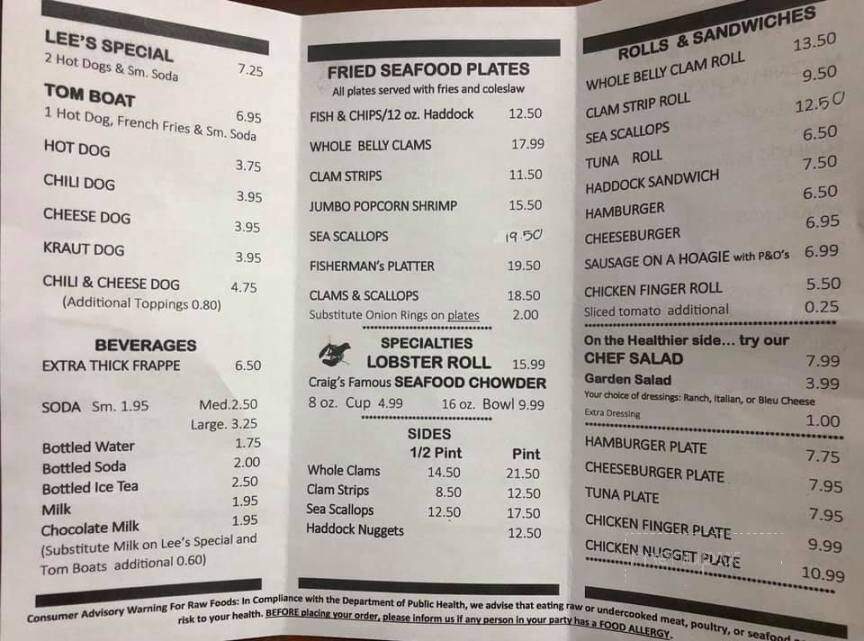 LEE'S SPECIAL
2 Hot Dogs & Sm. Soda 7.25
TOM BOAT 6.95
1 Hot Dog, French Fries & Sm. Soda
HOT DOG 3.75
CHILI DOG 3.95
CHEESE DOG 3.95
KRAUT DOG 3.95
CHILI & CHEESE DOG 4.75
(Additional Toppings 0.80)
BEVERAGES
EXTRA THICK FRAPPE 6.50
SODA Sm. 1.95 Med.2.50
Large. 3.25
Bottled Water 1.75
Bottled Soda 2.00
Bottled Ice Tea 2.50
Milk 1.95
Chocolate Milk 1.95
(Substitute Milk on Lee's Special and
Tom Boats additional 0.60)
FRIED SEAFOOD PLATES
All plates served with fries and coleslaw
FISH & CHIPS/12 oz. Haddock 12.50
WHOLE BELLY CLAMS 17.99
CLAM STRIPS 11.50
JUMBO POPCORN SHRIMP 15.50
SEA SCALLOPS 19.50
FISHERMAN'S PLATTER 19.50
CLAMS & SCALLOPS 18.50
Substitute Onion Rings on plates 2.00
SPECIALTIES
LOBSTER ROLL 15.99
Craig's Famous SEAFOOD CHOWDER
8 oz. Cup 4.99 16 oz. Bowl 9.99
SIDES
1/2 Pint Pint
Whole Clams 14.50 21.50
Clam Strips 8.50 12.50
Sea Scallops 12.50 17.50
Haddock Nuggets 12.50
ROLLS & SANDWICHES
WHOLE BELLY CLAM ROLL 13.50
CLAM STRIP ROLL 9.50
SEA SCALLOPS 12.50
TUNA ROLL 6.50
HADDOCK SANDWICH 7.50
HAMBURGER 6.50
CHEESEBURGER 6.95
SAUSAGE ON A HOAGIE with P&O's 6.99
CHICKEN FINGER ROLL 5.50
Sliced tomato additional 0.25
On the Healthier side... try our
CHEF SALAD 7.99
Garden Salad 3.99
Your choice of dressings: Ranch, Italian, or Bleu Cheese
Extra Dressing 1.00
HAMBURGER PLATE 7.75
CHEESEBURGER PLATE 7.95
TUNA PLATE 7.95
CHICKEN FINGER PLATE 9.99
CHICKEN NUGGET PLATE 10.99
Consumer Advisory Warning For Raw Foods: In Compliance with the Department of Public Health, we advise that eating raw or undercooked meat, poultry, or seafood
risk to your health. BEFORE placing your order, please inform us if any person in your party has a FOOD ALLERGY.